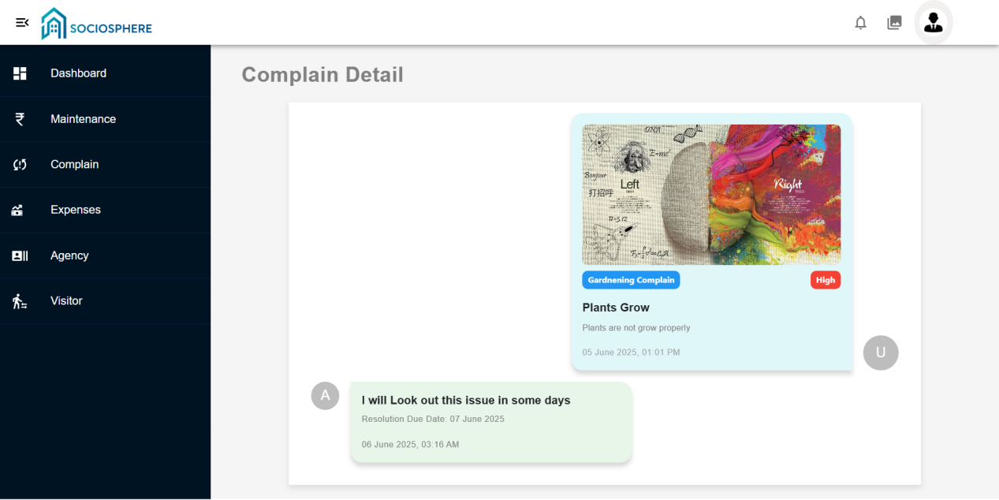 SOCIOSPHERE
Dashboard
Maintenance
Complain
Expenses
Agency
Visitor
Complain Detail
DNA
E=mc²
Bonjour
打招呼
Left
Right
Gardnening Complain
High
Plants Grow
Plants are not grow properly
05 June 2025, 01:01 PM
U
A
I will Look out this issue in some days
Resolution Due Date: 07 June 2025
06 June 2025, 03:16 AM